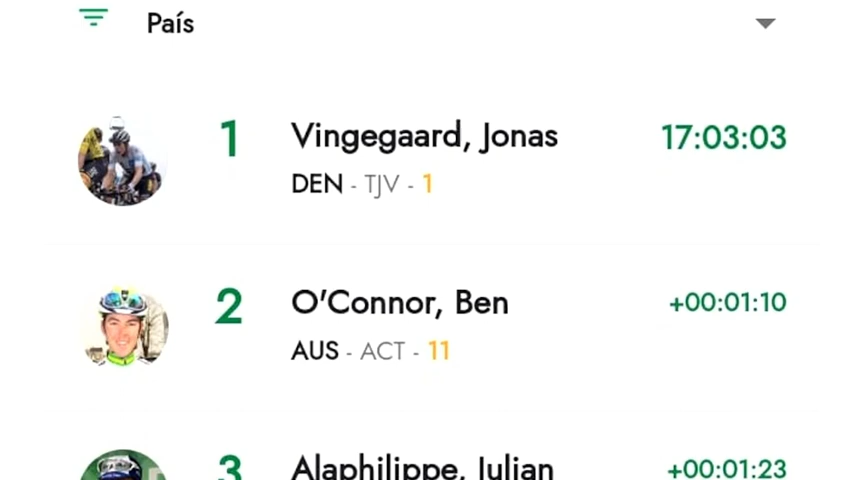 País
1 Vingegaard, Jonas 17:03:03
DEN - TJV - 1
2 O'Connor, Ben +00:01:10
AUS - ACT - 11
3 Alaphilippe, Julian +00:01:23